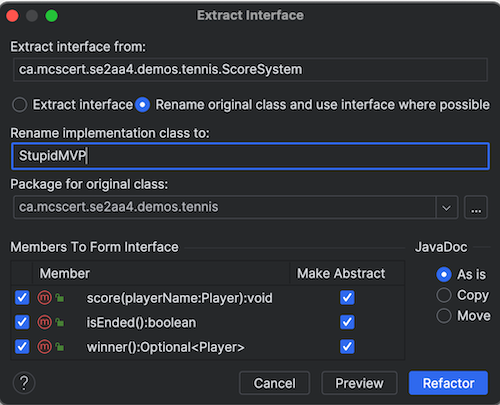 Extract Interface
Extract interface from:
ca.mcscert.se2aa4.demos.tennis.ScoreSystem
Extract interface Rename original class and use interface where possible
Rename implementation class to:
StupidMVP
Package for original class:
ca.mcscert.se2aa4.demos.tennis ...
Members To Form Interface JavaDoc
Member Make Abstract As is
m score(playerName:Player):void Copy
m isEnded():boolean Move
m winner():Optional<Player>
? Cancel Preview Refactor